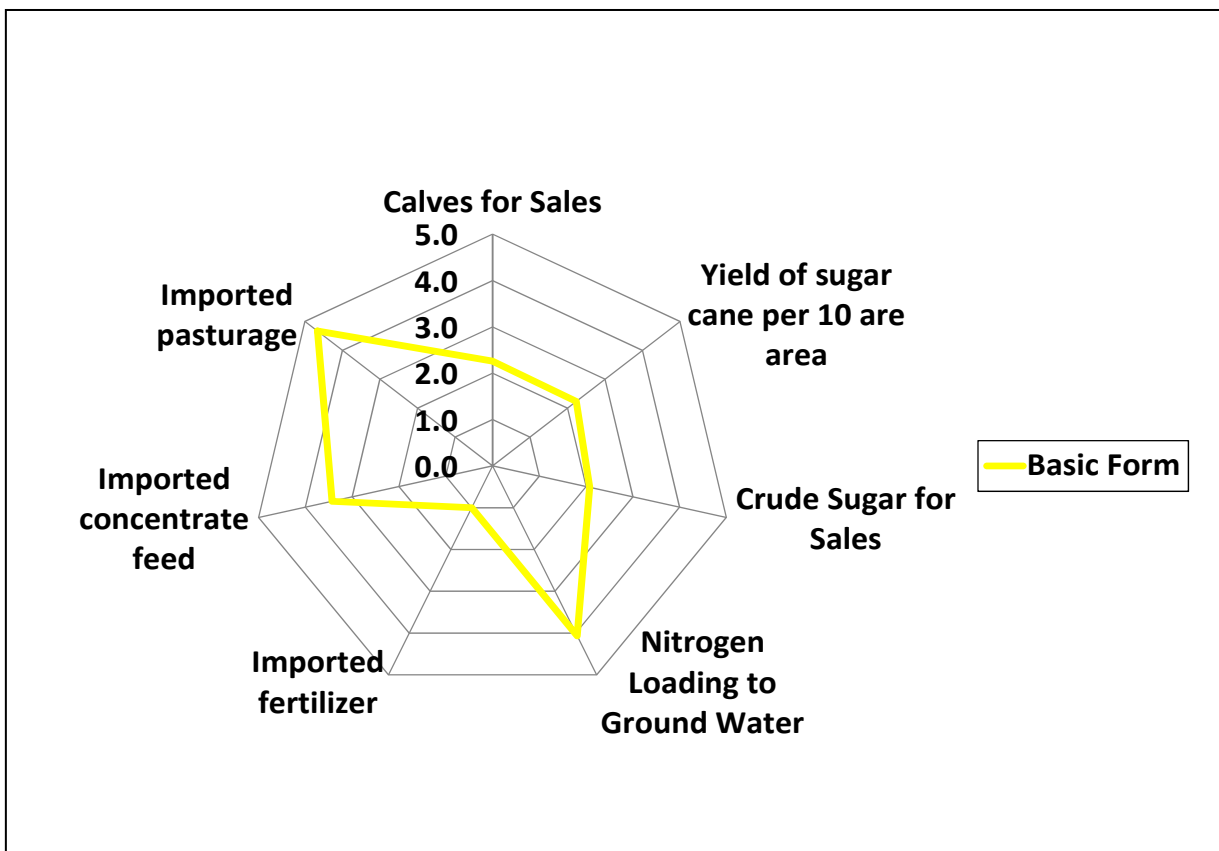 Calves for Sales
5.0
4.0
3.0
2.0
1.0
0.0
Yield of sugar
cane per 10 are
area
Crude Sugar for
Sales
Nitrogen
Loading to
Ground Water
Imported
fertilizer
Imported
concentrate
feed
Imported
pasturage
Basic Form